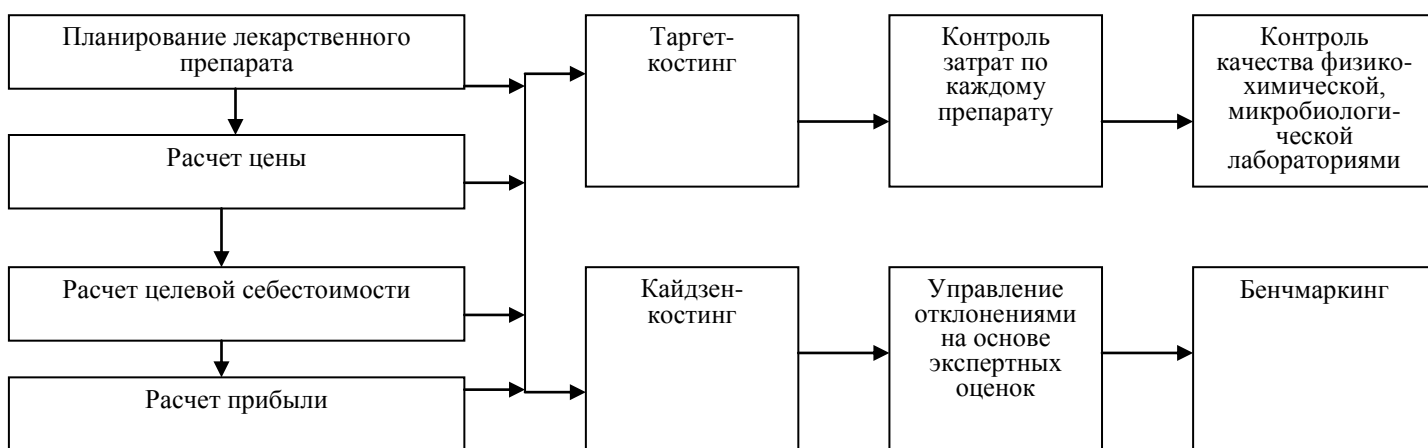 Планирование лекарственного
препарата
Расчет цены
Расчет целевой себестоимости
Расчет прибыли
Таргет-
костинг
Контроль
затрат по
каждому
препарату
Контроль
качества физико-
химической,
микробиологи-
ческой
лабораториями
Кайдзен-
костинг
Управление
отклонениями
на основе
экспертных
оценок
Бенчмаркинг